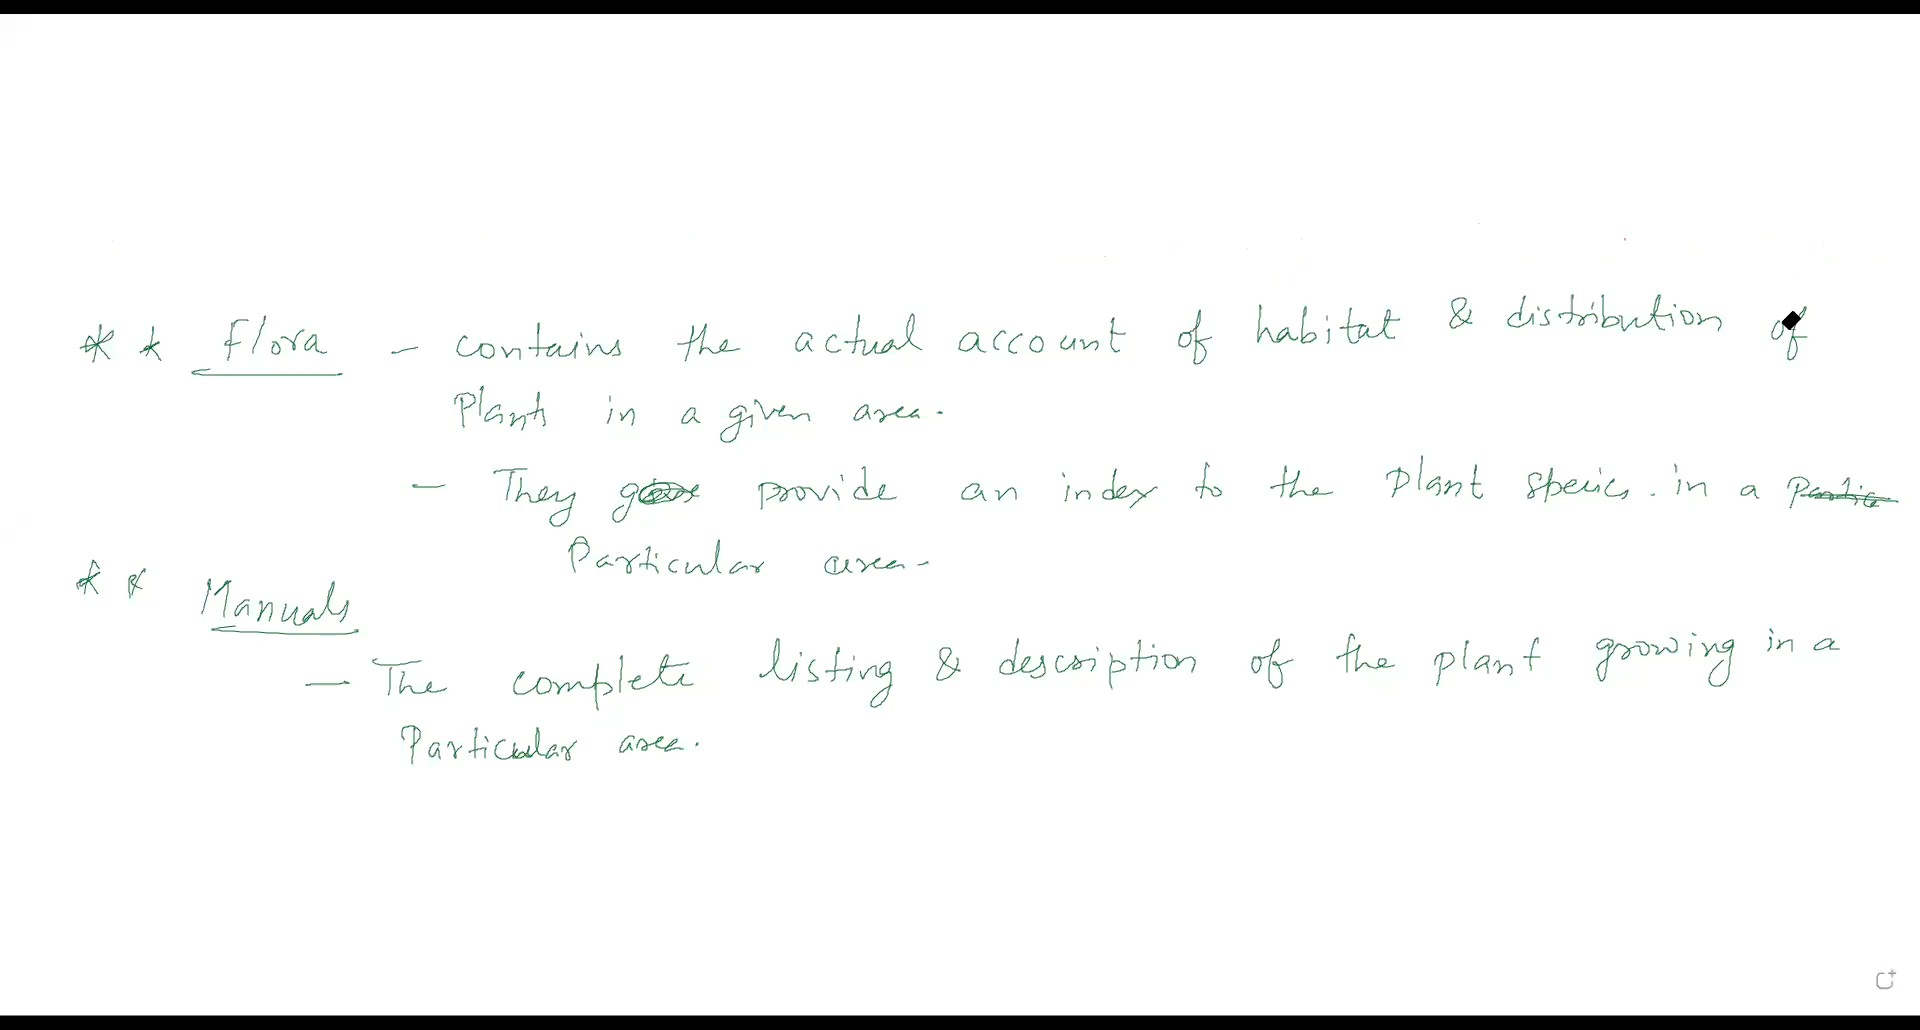 ** Flora - contains the actual account of habitat & distribution of
Plants in a given area.
- They provide an index to the plant species. in a
Particular area.
** Manuals
- The complete listing & description of the plant growing in a
Particular area.